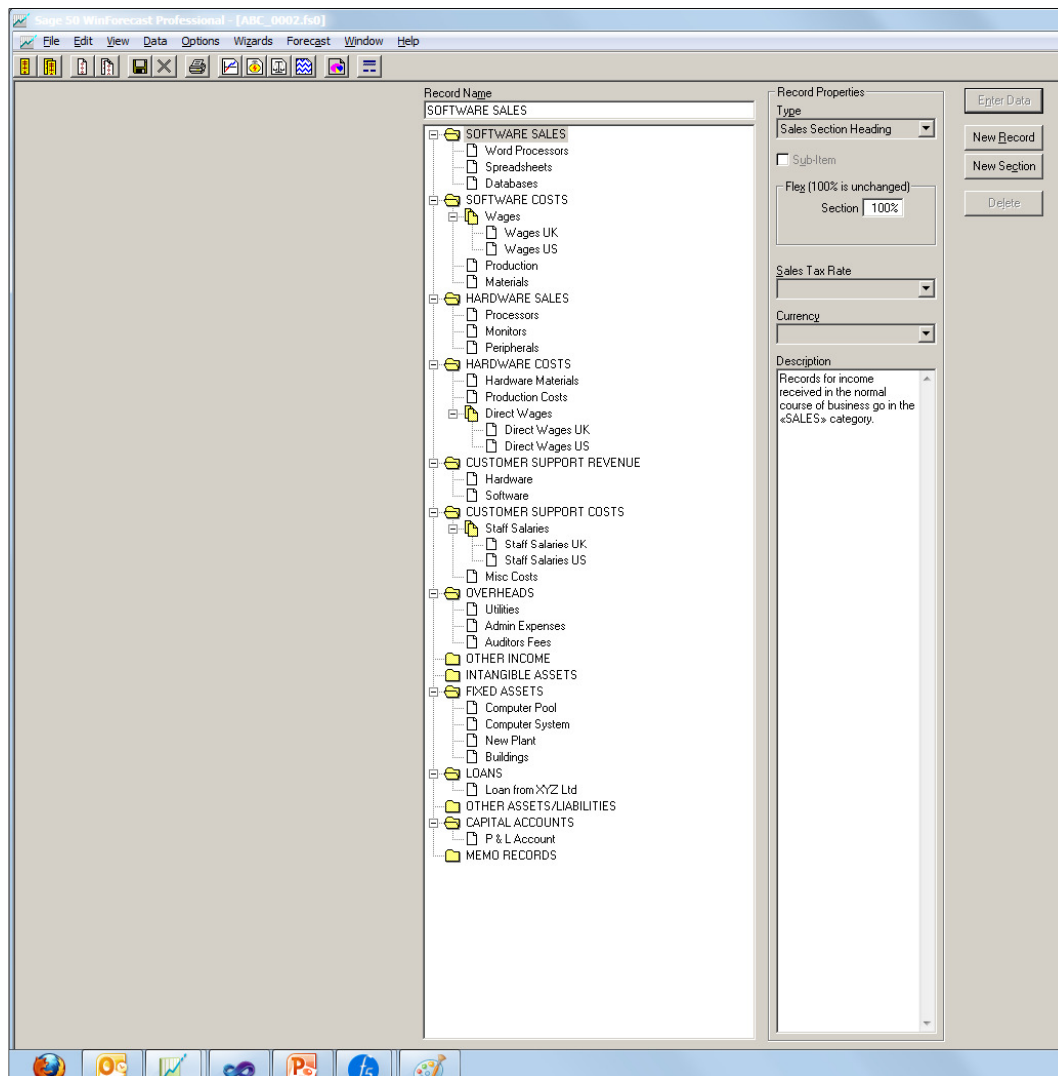 Sage 50 WinForecast Professional - [ABC_0002.fs0]
File Edit View Data Options Wizards Forecast Window Help
Record Name
SOFTWARE SALES
SOFTWARE SALES
Word Processors
Spreadsheets
Databases
SOFTWARE COSTS
Wages
Wages UK
Wages US
Production
Materials
HARDWARE SALES
Processors
Monitors
Peripherals
HARDWARE COSTS
Hardware Materials
Production Costs
Direct Wages
Direct Wages UK
Direct Wages US
CUSTOMER SUPPORT REVENUE
Hardware
Software
CUSTOMER SUPPORT COSTS
Staff Salaries
Staff Salaries UK
Staff Salaries US
Misc Costs
OVERHEADS
Utilities
Admin Expenses
Auditors Fees
OTHER INCOME
INTANGIBLE ASSETS
FIXED ASSETS
Computer Pool
Computer System
New Plant
Buildings
LOANS
Loan from XYZ Ltd
OTHER ASSETS/LIABILITIES
CAPITAL ACCOUNTS
P & L Account
MEMO RECORDS
Record Properties
Type
Sales Section Heading
Sub-Item
Flex (100% is unchanged)
Section 100%
Sales Tax Rate
Currency
Description
Records for income
received in the normal
course of business go in the
«SALES» category.
Enter Data
New Record
New Section
Delete